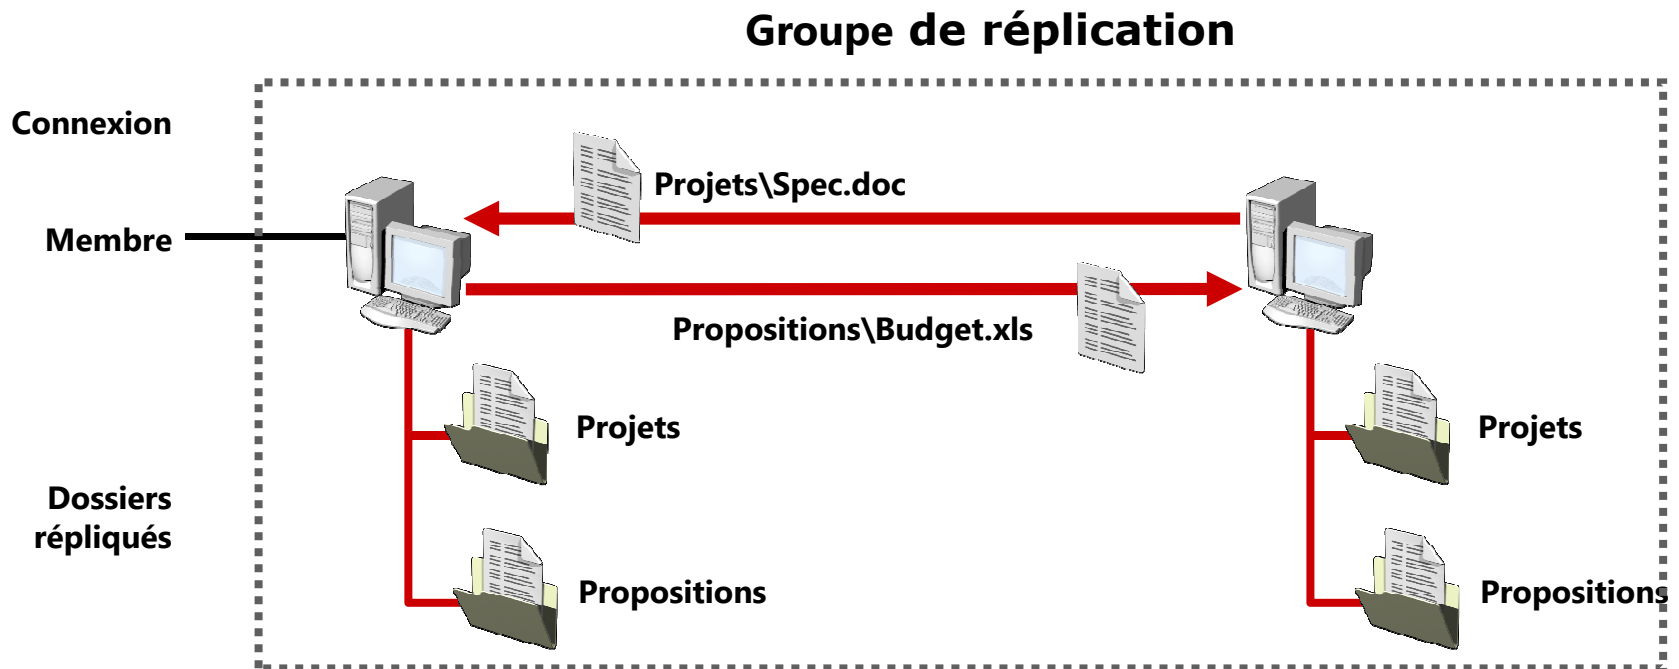 Groupe de réplication
Connexion
Projets\Spec.doc
Membre
Propositions\Budget.xls
Projets
Projets
Dossiers
répliqués
Propositions
Propositions